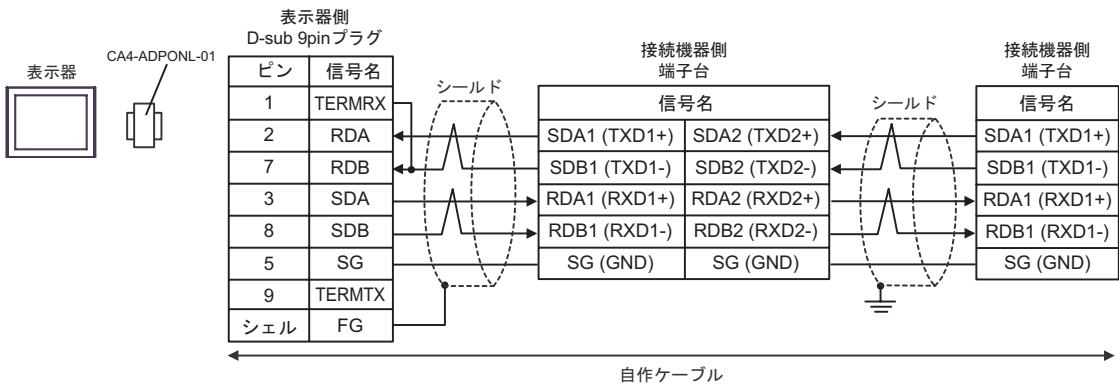 表示器
CA4-ADPONL-01
表示器側
D-sub 9pinプラグ
ピン 信号名
1 TERMRX
2 RDA
7 RDB
3 SDA
8 SDB
5 SG
9 TERMTX
シェル FG
シールド
接続機器側
端子台
信号名
SDA1 (TXD1+) SDA2 (TXD2+)
SDB1 (TXD1-) SDB2 (TXD2-)
RDA1 (RXD1+) RDA2 (RXD2+)
RDB1 (RXD1-) RDB2 (RXD2-)
SG (GND) SG (GND)
シールド
接続機器側
端子台
信号名
SDA1 (TXD1+)
SDB1 (TXD1-)
RDA1 (RXD1+)
RDB1 (RXD1-)
SG (GND)
自作ケーブル